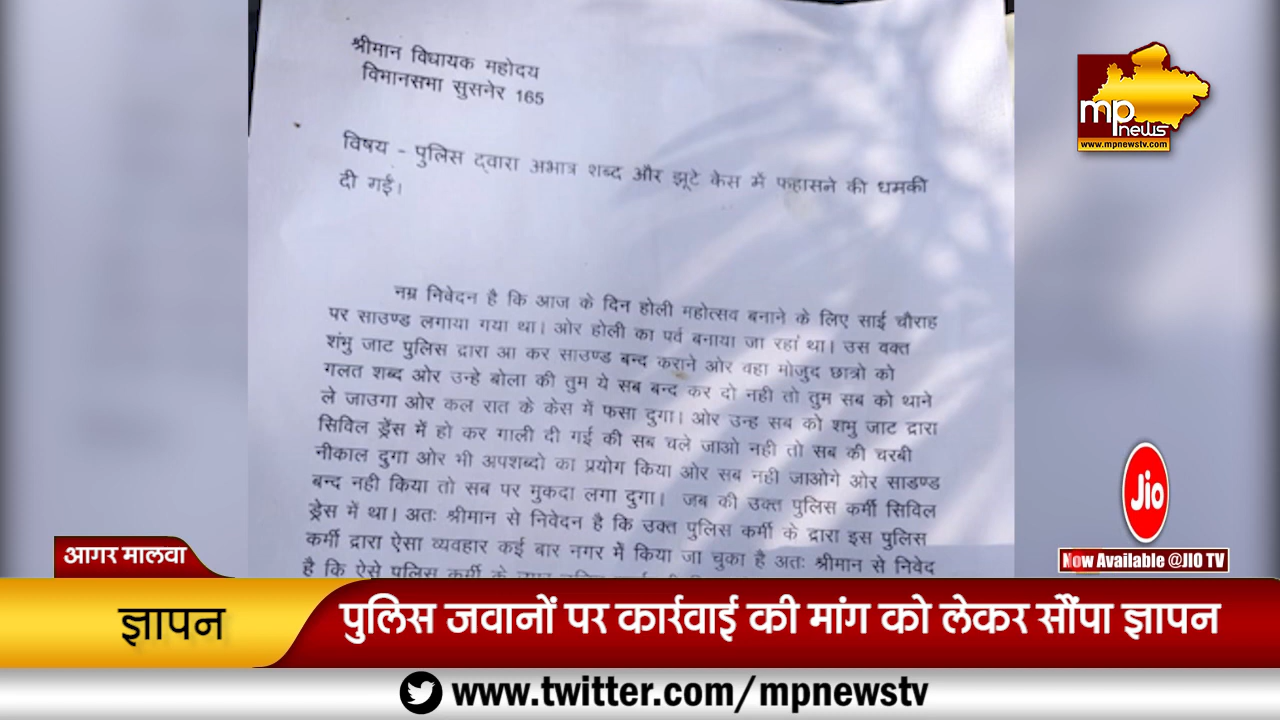 श्रीमान विधायक महोदय
विमानसभा सुसनेर 165
विषय - पुलिस द्वारा अभात्र शब्द और झूटे केस में फहासने की धमकी
दी गई।
नम्र निवेदन है कि आज के दिन होली महोत्सव बनाने के लिए साई चौराह
पर साउण्ड लगाया गया था। ओर होली का पर्व बनाया जा रहा था। उस वक्त
शंभु जाट पुलिस द्रारा आ कर साउण्ड बन्द कराने ओर वहा मोजुद छात्रो को
गलत शब्द ओर उन्हे बोला की तुम ये सब बन्द कर दो नही तो तुम सब को थाने
ले जाउगा ओर कल रात के केस में फसा दुगा। ओर उन्ह सब को शभु जाट द्रारा
सिविल ड्रेंस में हो कर गाली दी गई की सब चले जाओ नही तो सब की चरबी
नीकाल दुगा ओर भी अपशब्दो का प्रयोग किया ओर सब नही जाओगे ओर साडण्ड
बन्द नही किया तो सब पर मुकदा लगा दुगा। जब की उक्त पुलिस कर्मी सिविल
ड्रेस में था। अतः श्रीमान से निवेदन है कि उक्त पुलिस कर्मी के द्रारा इस पुलिस
कर्मी द्रारा ऐसा व्यवहार कई बार नगर में किया जा चुका है अतः श्रीमान से निवेद
है कि ऐसे पुलिस कर्मी के
mp
news
www.mpnewstv.com
Jio
Now Available @JIO TV
आगर मालवा
ज्ञापन
पुलिस जवानों पर कार्रवाई की मांग को लेकर सौंपा ज्ञापन
www.twitter.com/mpnewstv